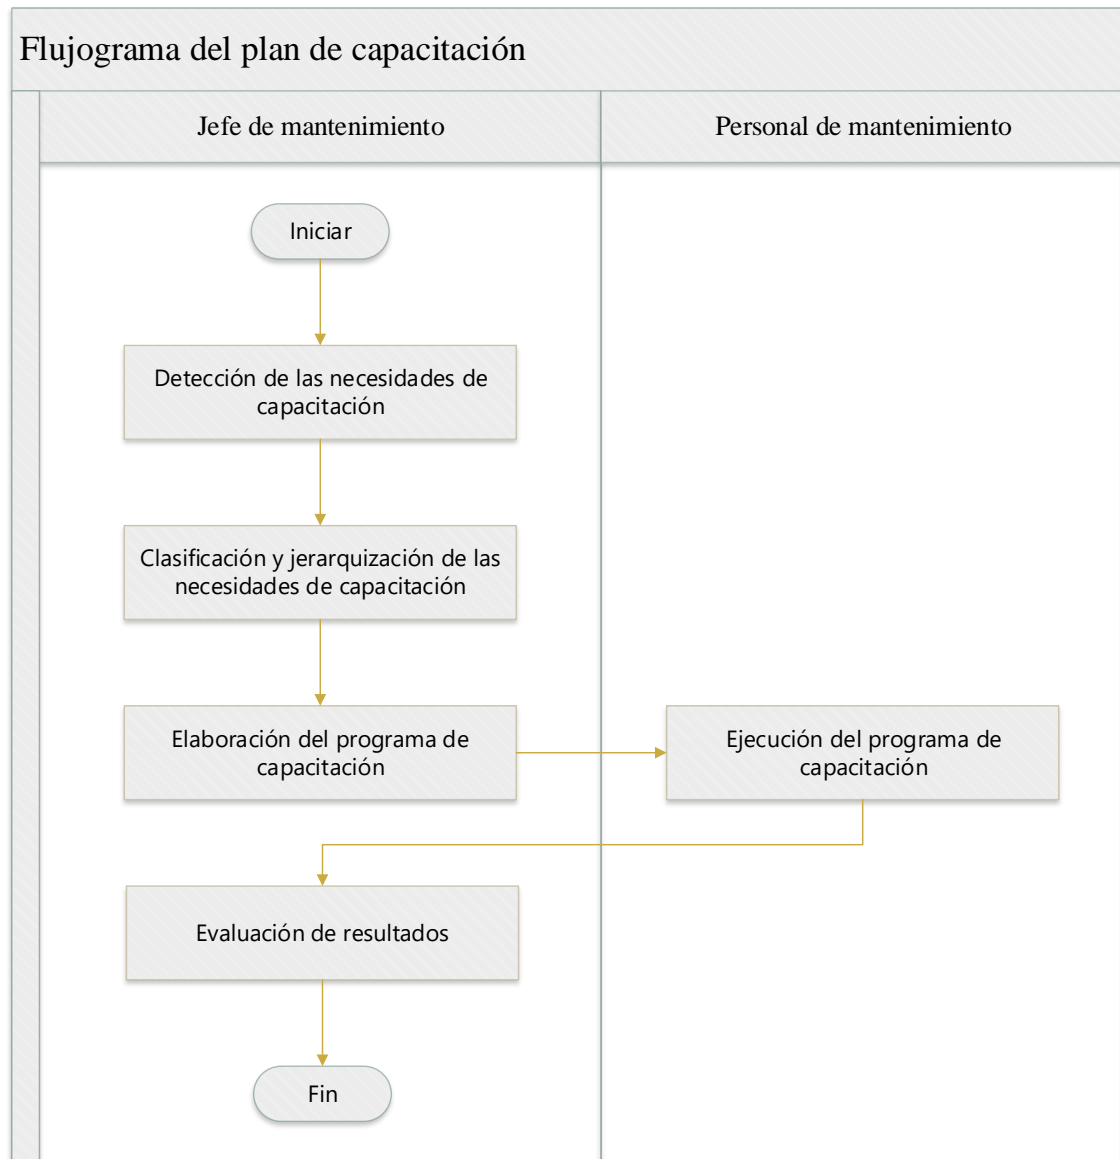 Flujograma del plan de capacitación
Jefe de mantenimiento
Personal de mantenimiento
Iniciar
Detección de las necesidades de
capacitación
Clasificación y jerarquización de las
necesidades de capacitación
Elaboración del programa de
capacitación
Ejecución del programa de
capacitación
Evaluación de resultados
Fin